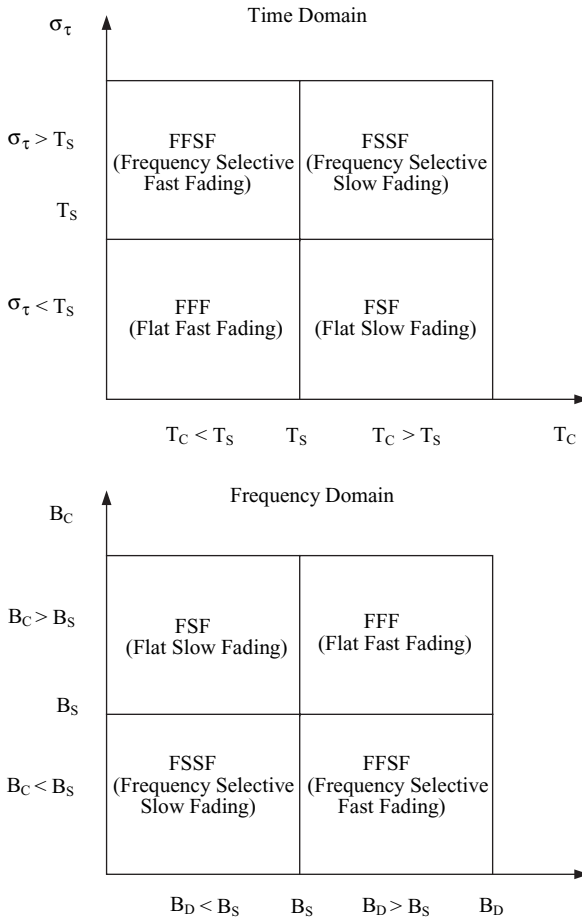 Time Domain
στ
στ > TS
FFSF
(Frequency Selective
Fast Fading)
FSSF
(Frequency Selective
Slow Fading)
TS
στ < TS
FFF
(Flat Fast Fading)
FSF
(Flat Slow Fading)
TC < TS
TS
TC > TS
TC
Frequency Domain
BC
BC > BS
FSF
(Flat Slow Fading)
FFF
(Flat Fast Fading)
BS
BC < BS
FSSF
(Frequency Selective
Slow Fading)
FFSF
(Frequency Selective
Fast Fading)
BD < BS
BS
BD > BS
BD